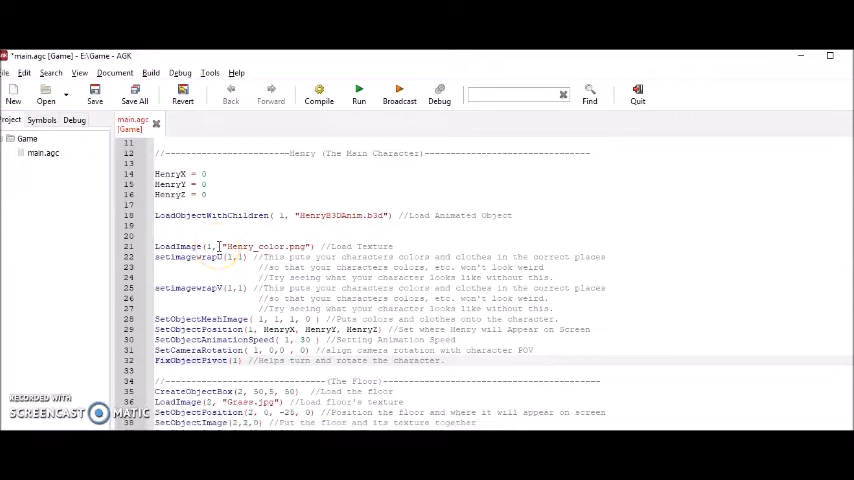 *main.agc [Game] - E:\Game - AGK
File Edit Search View Document Build Debug Tools Help
New Open Save Save All Revert Back Forward Compile Run Broadcast Debug Find Quit
Project Symbols Debug
main.agc
[Game]
Game
main.agc
11
12 //------------------------Henry (The Main Character)--------------------------------
13
14 HenryX = 0
15 HenryY = 0
16 HenryZ = 0
17
18 LoadObjectWithChildren( 1, "HenryB3DAnim.b3d") //Load Animated Object
19
20
21 LoadImage(1, "Henry_color.png") //Load Texture
22 setimagewrapU(1,1) //This puts your characters colors and clothes in the correct places
23 //so that your characters colors, etc. won't look weird
24 //Try seeing what your game looks like without this.
25 setimagewrapV(1,1) //This puts your characters colors and clothes in the correct places
26 //so that your characters colors, etc. won't look weird.
27 //Try seeing what your game looks like without this.
28 SetObjectMeshImage( 1, 1, 1, 0 ) //Puts colors and clothes onto the character.
29 SetObjectPosition(1, HenryX, HenryY, HenryZ) //Set where Henry will Appear on Screen
30 SetObjectAnimationSpeed( 1, 30 ) //Setting Animation Speed
31 SetCameraRotation( 1, 0,0 , 0) //align camera rotation with character POV
32 FixObjectPivot(1) //Helps turn and rotate the character.
33
34 //-------------------------------(The Floor)----------------------------------------
35 CreateObjectBox(2, 50,5, 50) //Load the floor
36 LoadImage(2, "Grass.jpg") //Load floor's texture
37 SetObjectPosition(2, 0, -25, 0) //Position the floor and where it will appear on screen
38 SetObjectImage(2,2,0) //Put the floor and its texture together
RECORDED WITH
SCREENCAST MATIC